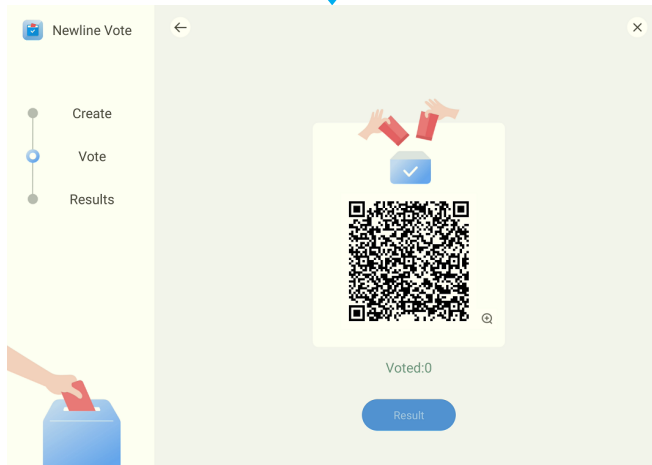 Newline Vote
Create
Vote
Results
Voted:0
Result